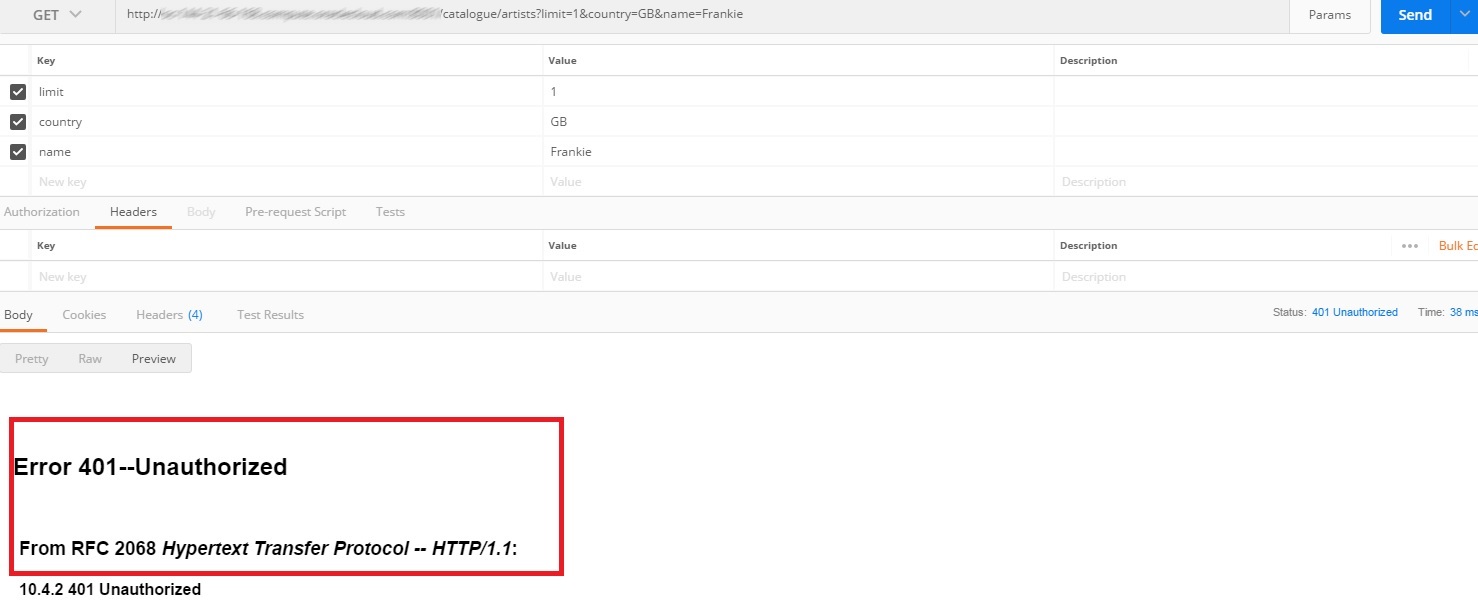 GET http:// /catalogue/artists?limit=1&country=GB&name=Frankie Params Send
Key Value Description
limit 1
country GB
name Frankie
New key Value Description
Authorization Headers Body Pre-request Script Tests
Key Value Description ••• Bulk Ed
New key Value Description
Body Cookies Headers (4) Test Results Status: 401 Unauthorized Time: 38 ms
Pretty Raw Preview
Error 401--Unauthorized
From RFC 2068 Hypertext Transfer Protocol -- HTTP/1.1:
10.4.2 401 Unauthorized